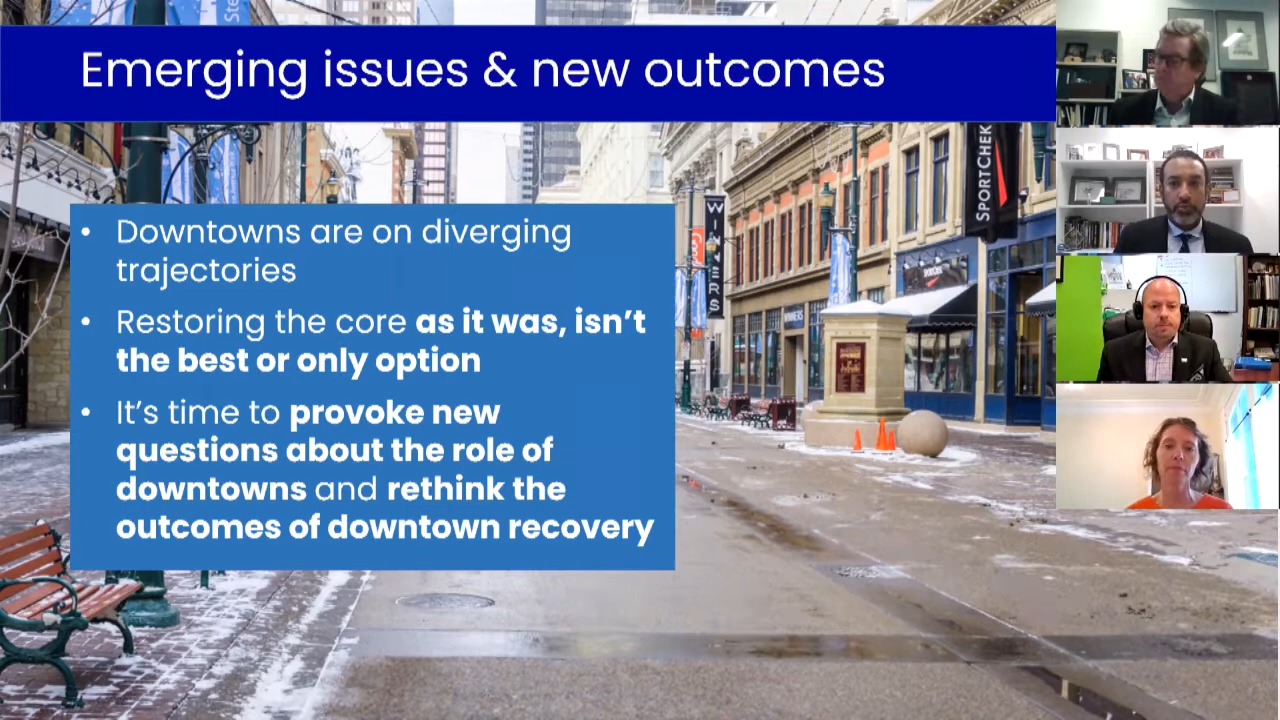 Emerging issues & new outcomes
• Downtowns are on diverging
trajectories
• Restoring the core as it was, isn’t
the best or only option
• It’s time to provoke new
questions about the role of
downtowns and rethink the
outcomes of downtown recovery
SPORTCHEK
WINNERS
WINNERS